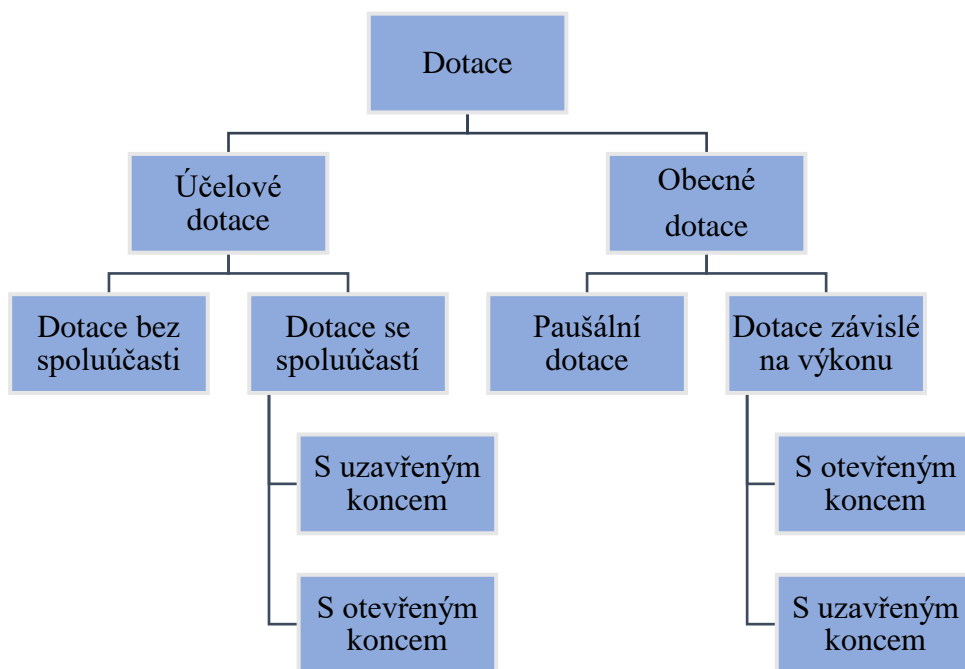 Dotace
Účelové
dotace
Obecné
dotace
Dotace bez
spoluúčasti
Dotace se
spoluúčastí
Paušální
dotace
Dotace závislé
na výkonu
S uzavřeným
koncem
S otevřeným
koncem
S otevřeným
koncem
S uzavřeným
koncem